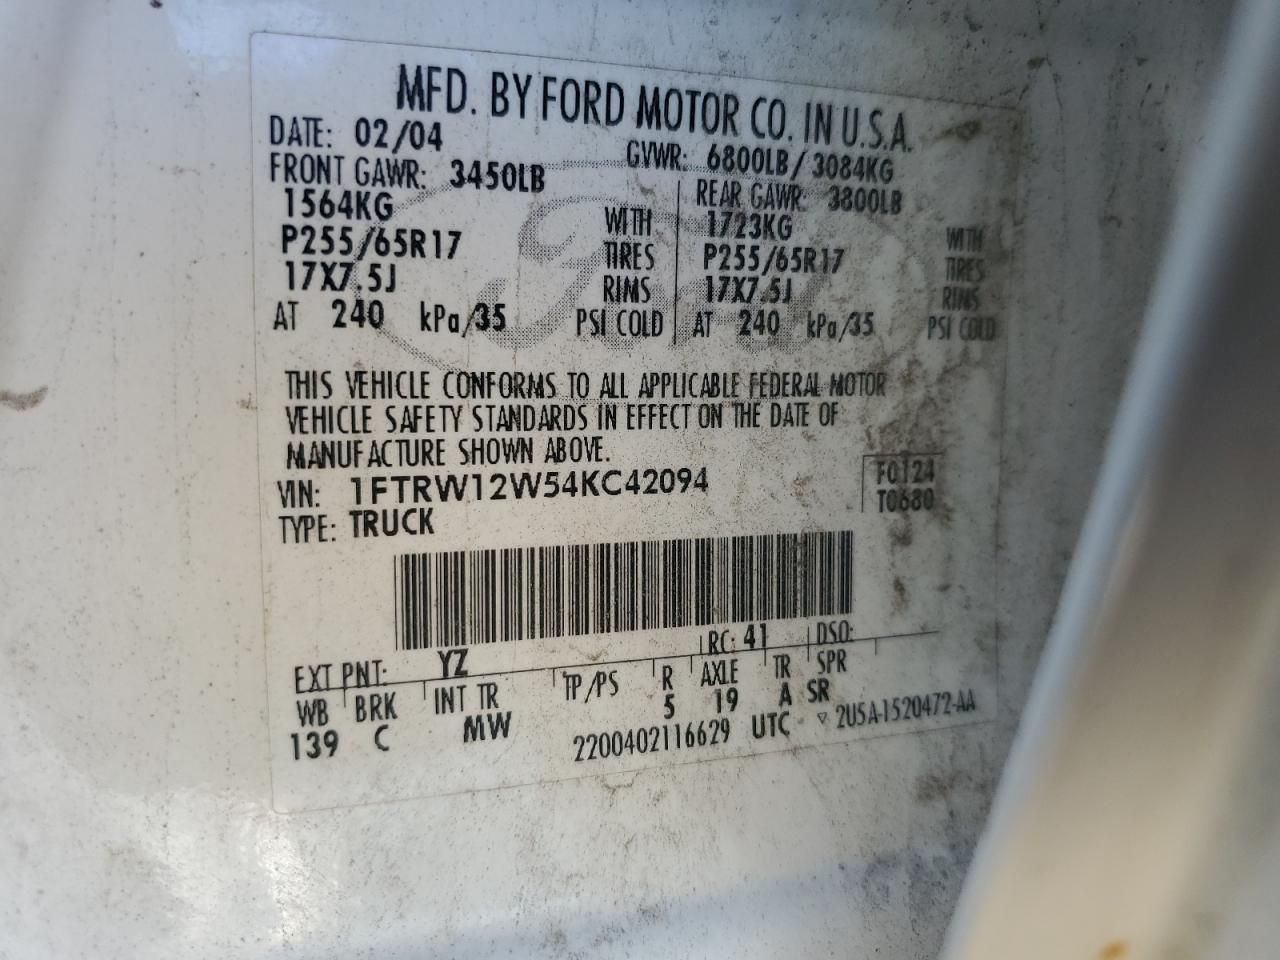 MFD. BY FORD MOTOR CO. IN U.S.A.
DATE: 02/04 GVWR: 6800LB / 3084KG
FRONT GAWR: 3450LB REAR GAWR: 3800LB
1564KG WITH 1723KG WITH
P255/65R17 TIRES P255/65R17 TIRES
17X7.5J RIMS 17X7.5J RIMS
AT 240 kPa/35 PSI COLD AT 240 kPa/35 PSI COLD
Ford
THIS VEHICLE CONFORMS TO ALL APPLICABLE FEDERAL MOTOR
VEHICLE SAFETY STANDARDS IN EFFECT ON THE DATE OF
MANUFACTURE SHOWN ABOVE.
VIN: 1FTRW12W54KC42094 F0124
TYPE: TRUCK T0680
EXT PNT: YZ RC: 41 DSO:
WB BRK INT TR TP/PS R AXLE TR SPR
139 C MW 5 19 A SR
2200402116629 UTC ▽ 2U5A-1520472-AA